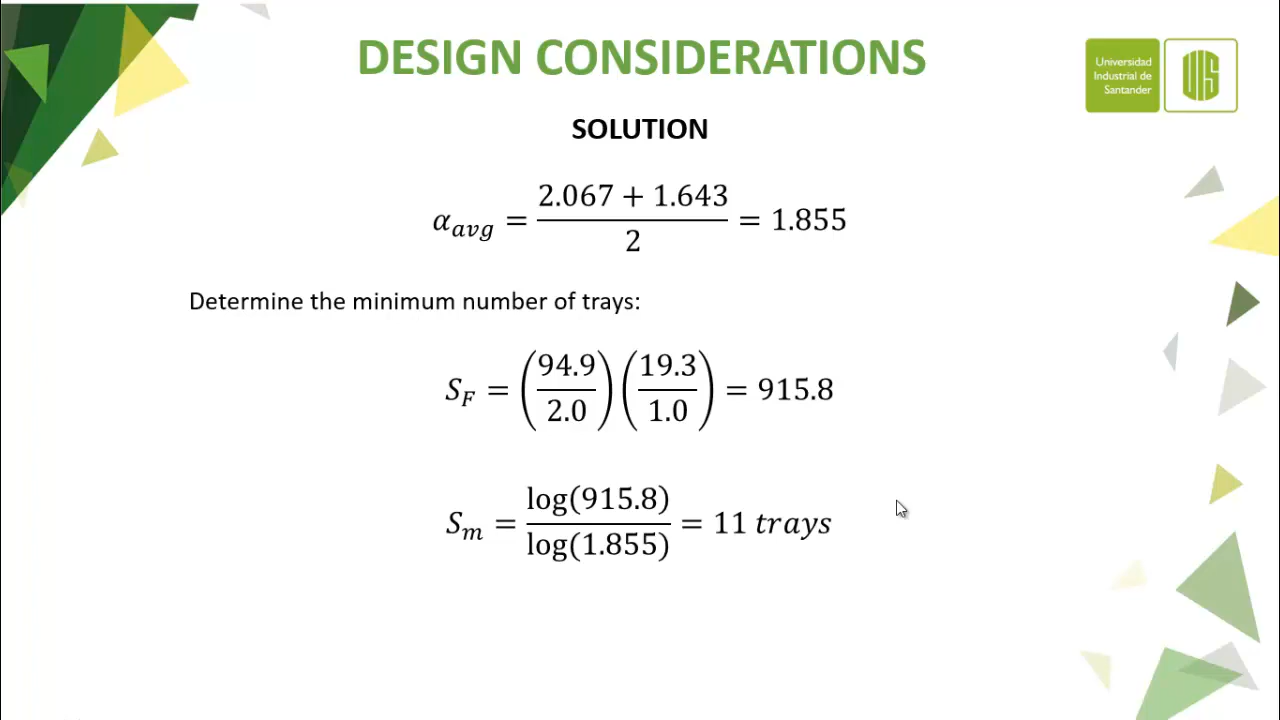 DESIGN CONSIDERATIONS
Universidad
Industrial de
Santander
UIS
SOLUTION
α_avg = (2.067 + 1.643)/2 = 1.855
Determine the minimum number of trays:
S_F = (94.9/2.0)(19.3/1.0) = 915.8
S_m = log(915.8)/log(1.855) = 11 trays